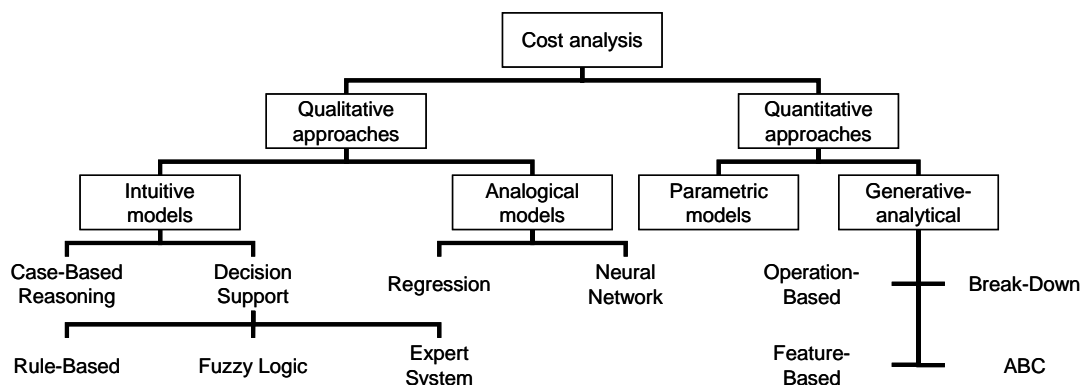 Cost analysis
Qualitative
approaches
Quantitative
approaches
Intuitive
models
Analogical
models
Parametric
models
Generative-
analytical
Case-Based
Reasoning
Decision
Support
Regression
Neural
Network
Operation-
Based
Break-Down
Rule-Based
Fuzzy Logic
Expert
System
Feature-
Based
ABC